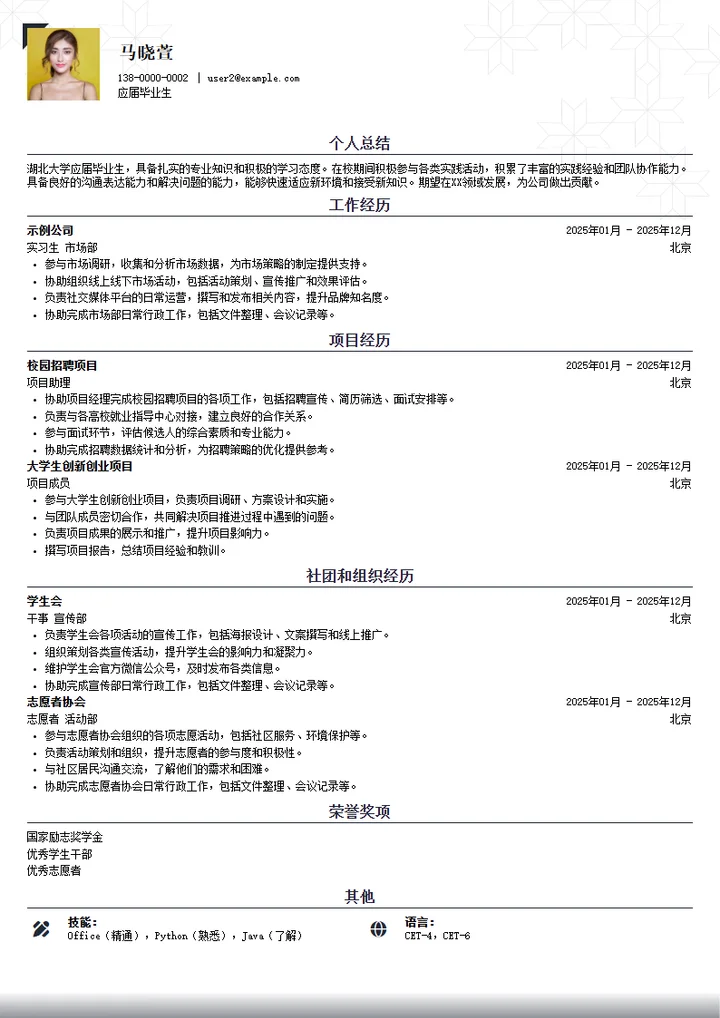 马晓萱
138-0000-0002 | user2@example.com
应届毕业生
个人总结
湖北大学应届毕业生，具备扎实的专业知识和积极的学习态度。在校期间积极参与各类实践活动，积累了丰富的实践经验和团队协作能力。
具备良好的沟通表达能力和解决问题的能力，能够快速适应新环境和接受新知识。期望在XX领域发展，为公司做出贡献。
工作经历
示例公司 2025年01月 - 2025年12月
实习生 市场部 北京
• 参与市场调研，收集和分析市场数据，为市场策略的制定提供支持。
• 协助组织线上线下市场活动，包括活动策划、宣传推广和效果评估。
• 负责社交媒体平台的日常运营，撰写和发布相关内容，提升品牌知名度。
• 协助完成市场部日常行政工作，包括文件整理、会议记录等。
项目经历
校园招聘项目 2025年01月 - 2025年12月
项目助理 北京
• 协助项目经理完成校园招聘项目的各项工作，包括招聘宣传、简历筛选、面试安排等。
• 负责与各高校就业指导中心对接，建立良好的合作关系。
• 参与面试环节，评估候选人的综合素质和专业能力。
• 协助完成招聘数据统计和分析，为招聘策略的优化提供参考。
大学生创新创业项目 2025年01月 - 2025年12月
项目成员 北京
• 参与大学生创新创业项目，负责项目调研、方案设计和实施。
• 与团队成员密切合作，共同解决项目推进过程中遇到的问题。
• 负责项目成果的展示和推广，提升项目影响力。
• 撰写项目报告，总结项目经验和教训。
社团和组织经历
学生会 2025年01月 - 2025年12月
干事 宣传部 北京
• 负责学生会各项活动的宣传工作，包括海报设计、文案撰写和线上推广。
• 组织策划各类宣传活动，提升学生会的影响力和凝聚力。
• 维护学生会官方微信公众号，及时发布各类信息。
• 协助完成宣传部日常行政工作，包括文件整理、会议记录等。
志愿者协会 2025年01月 - 2025年12月
志愿者 活动部 北京
• 参与志愿者协会组织的各项志愿活动，包括社区服务、环境保护等。
• 负责活动策划和组织，提升志愿者的参与度和积极性。
• 与社区居民沟通交流，了解他们的需求和困难。
• 协助完成志愿者协会日常行政工作，包括文件整理、会议记录等。
荣誉奖项
国家励志奖学金
优秀学生干部
优秀志愿者
其他
技能：
Office（精通），Python（熟悉），Java（了解）
语言：
CET-4，CET-6